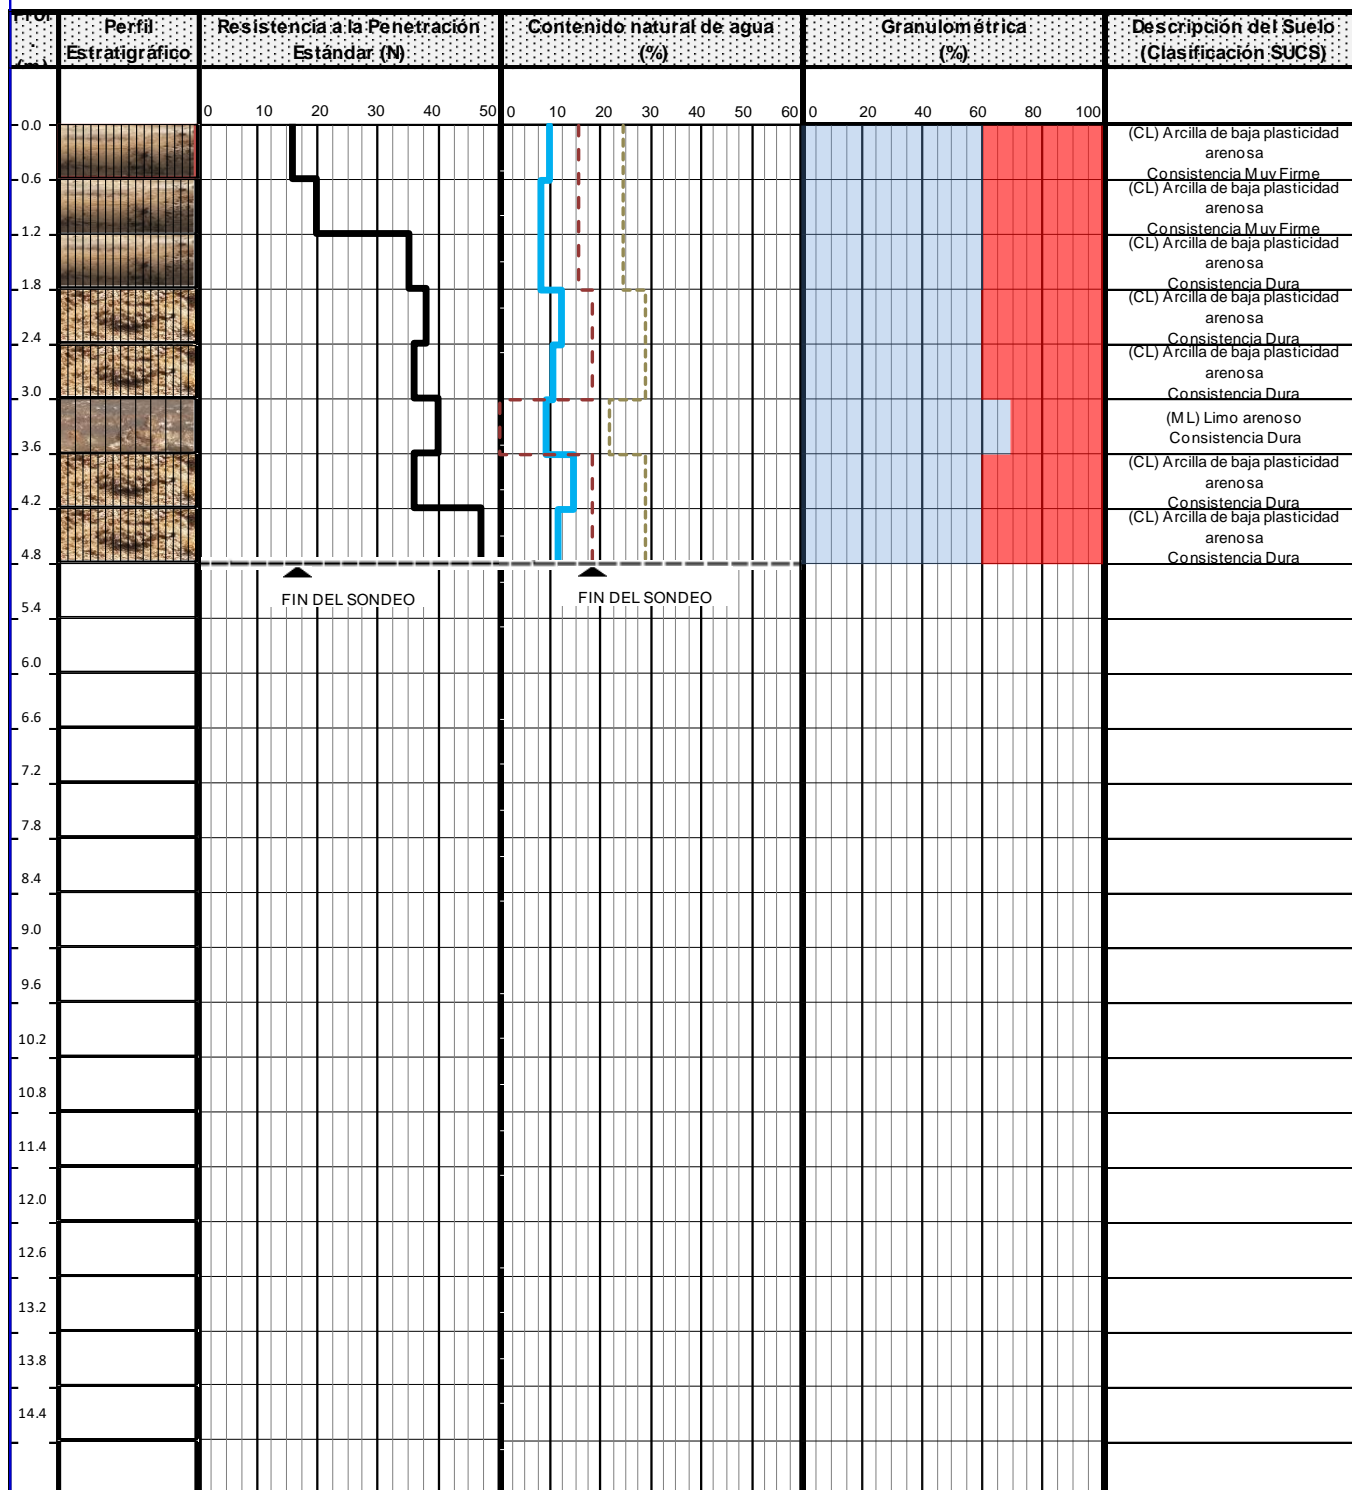 Perfil
Estratigráfico
Resistencia a la Penetración
Estándar (N)
Contenido natural de agua
(%)
Granulométrica
(%)
Descripción del Suelo
(Clasificación SUCS)
0 10 20 30 40 50
0 10 20 30 40 50 60
0 20 40 60 80 100
0.0
(CL) Arcilla de baja plasticidad
arenosa
Consistencia Muy Firme
0.6
(CL) Arcilla de baja plasticidad
arenosa
Consistencia Muy Firme
1.2
(CL) Arcilla de baja plasticidad
arenosa
Consistencia Dura
1.8
(CL) Arcilla de baja plasticidad
arenosa
Consistencia Dura
2.4
(CL) Arcilla de baja plasticidad
arenosa
Consistencia Dura
3.0
(ML) Limo arenoso
Consistencia Dura
3.6
(CL) Arcilla de baja plasticidad
arenosa
Consistencia Dura
4.2
(CL) Arcilla de baja plasticidad
arenosa
Consistencia Dura
4.8
FIN DEL SONDEO
FIN DEL SONDEO
5.4
6.0
6.6
7.2
7.8
8.4
9.0
9.6
10.2
10.8
11.4
12.0
12.6
13.2
13.8
14.4